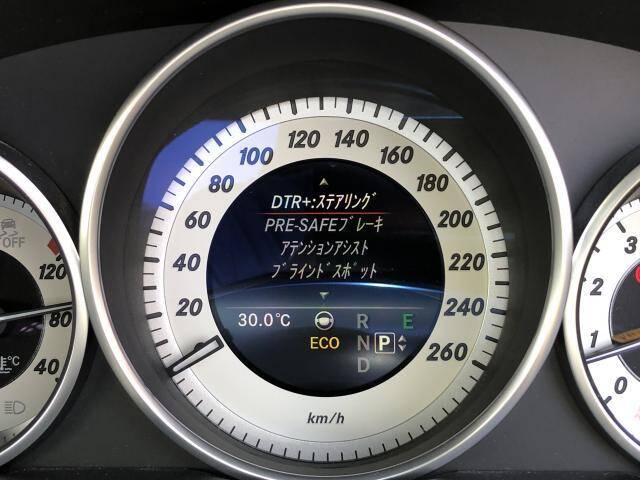 120 140
100 160
80 180
60 200
40 220
20 240
260
DTR+:ステアリング
PRE-SAFEブレーキ
アテンションアシスト
ブラインドスポット
30.0℃
ECO
R
N
D
P
E
km/h
OFF
120
80
40
℃
3
2
1
0